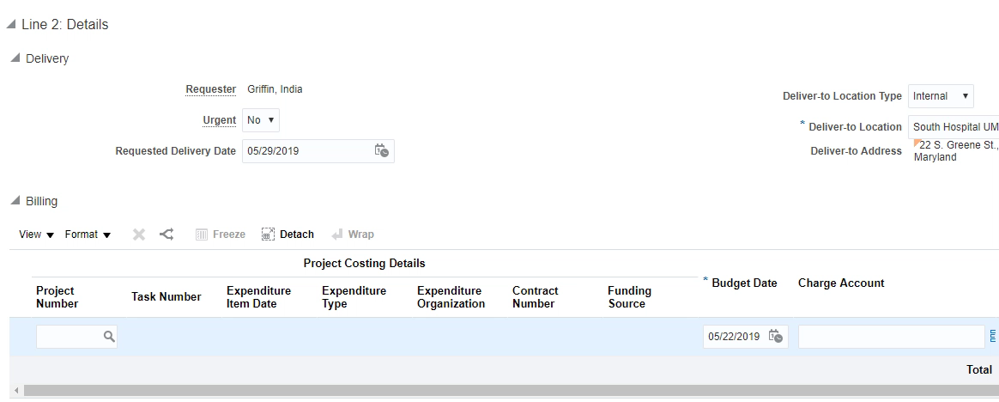 Line 2: Details
Delivery
Requester Griffin, India
Deliver-to Location Type Internal
Urgent No
* Deliver-to Location South Hospital UM
Requested Delivery Date 05/29/2019
Deliver-to Address 22 S. Greene St.,
Maryland
Billing
View Format Freeze Detach Wrap
Project Costing Details
Project Number Task Number Expenditure Item Date Expenditure Type Expenditure Organization Contract Number Funding Source * Budget Date Charge Account
05/22/2019
Total